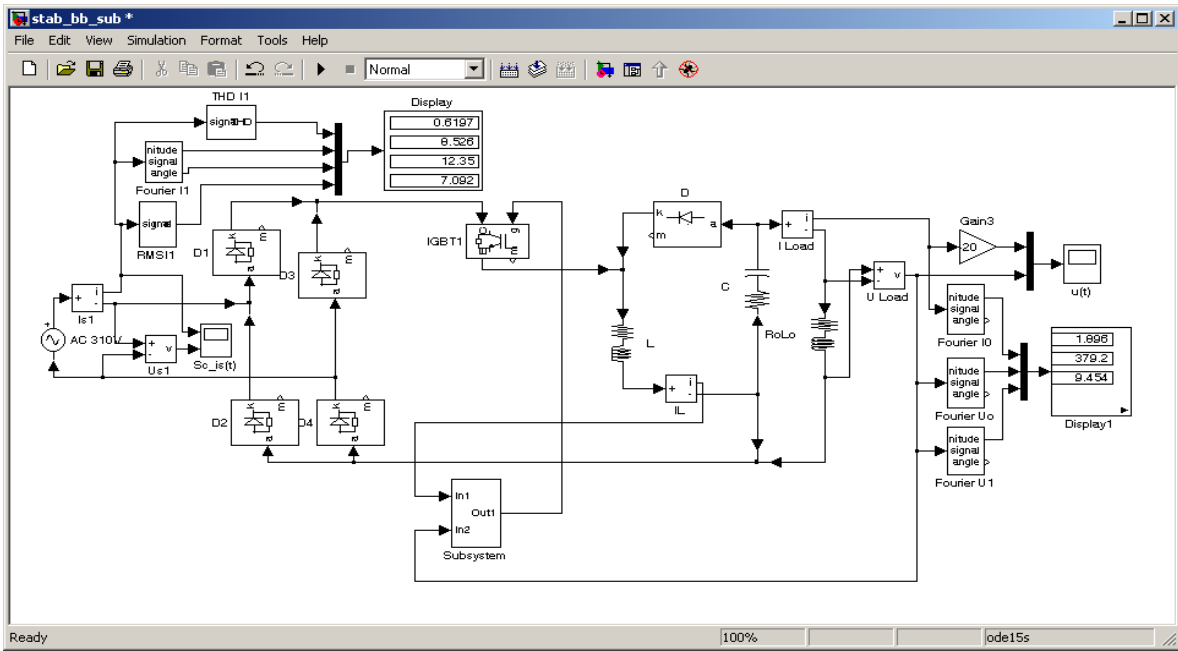 stab_bb_sub *
File Edit View Simulation Format Tools Help
Normal
THD I1
signal THD
Display
0.6197
8.526
12.35
7.092
nitude
signal
angle
Fourier I1
signal
RMSI1
D1
k
m
a
D3
k
m
a
IGBT1
C
g
E
m
D
k
a
m
i
I Load
Gain3
20
u(t)
C
RoLo
v
U Load
nitude
signal
angle
Fourier I0
i
Is1
AC 310V
v
Us1
Sc_is(t)
L
i
IL
1.896
379.2
9.454
Display1
nitude
signal
angle
Fourier Uo
D2
k
m
a
D4
k
m
a
nitude
signal
angle
Fourier U1
In1
Out1
In2
Subsystem
Ready
100%
ode15s